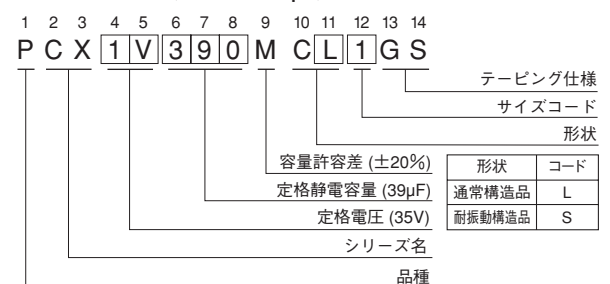 1 2 3 4 5 6 7 8 9 10 11 12 13 14
P C X 1 V 3 9 0 M C L 1 G S
テーピング仕様
サイズコード
形状
容量許容差 (±20%)
定格静電容量 (39µF)
定格電圧 (35V)
シリーズ名
品種
形状 コード
通常構造品 L
耐振動構造品 S